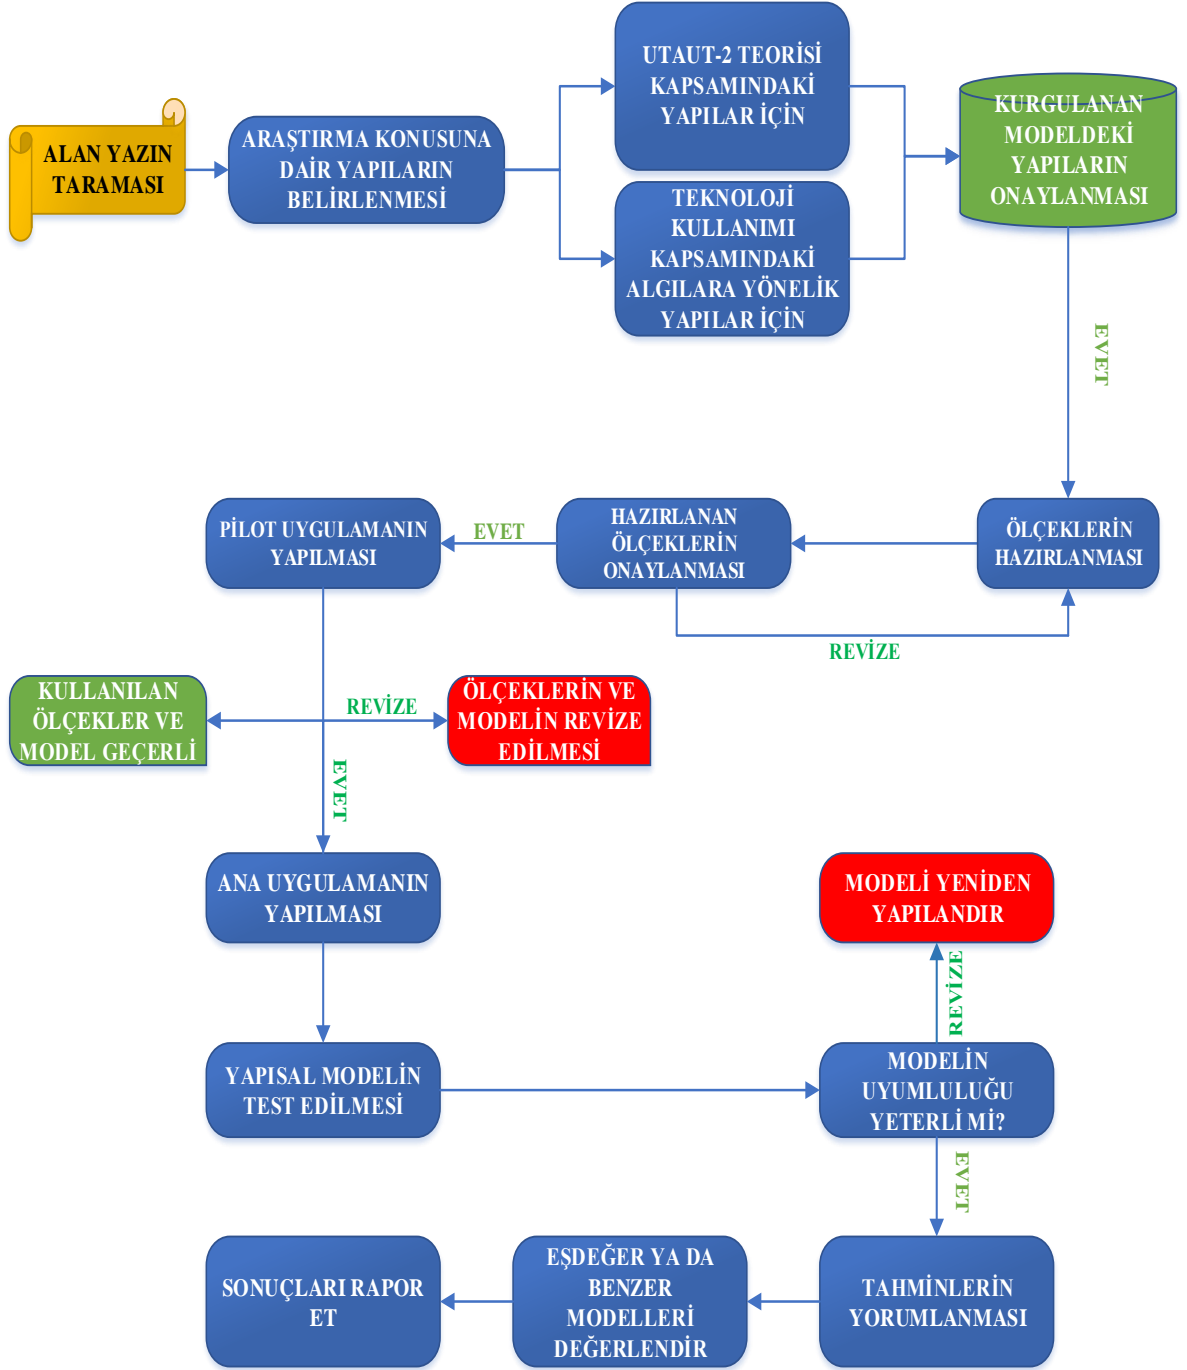 ALAN YAZIN
TARAMASI
ARAŞTIRMA KONUSUNA
DAİR YAPILARIN
BELİRLENMESİ
UTAUT-2 TEORİSİ
KAPSAMINDAKİ
YAPILAR İÇİN
TEKNOLOJİ
KULLANIMI
KAPSAMINDAKİ
ALGILARA YÖNELİK
YAPILAR İÇİN
KURGULANAN
MODELDEKİ
YAPILARIN
ONAYLANMASI
EVET
ÖLÇEKLERİN
HAZIRLANMASI
HAZIRLANAN
ÖLÇEKLERİN
ONAYLANMASI
REVİZE
EVET
PİLOT UYGULAMANIN
YAPILMASI
KULLANILAN
ÖLÇEKLER VE
MODEL GEÇERLİ
REVİZE
ÖLÇEKLERİN VE
MODELİN REVİZE
EDİLMESİ
EVET
ANA UYGULAMANIN
YAPILMASI
YAPISAL MODELİN
TEST EDİLMESİ
MODELİN
UYUMLULUĞU
YETERLİ Mİ?
REVİZE
MODELİ YENİDEN
YAPILANDIR
EVET
TAHMİNLERİN
YORUMLANMASI
EŞDEĞER YA DA
BENZER
MODELLERİ
DEĞERLENDİR
SONUÇLARI RAPOR
ET